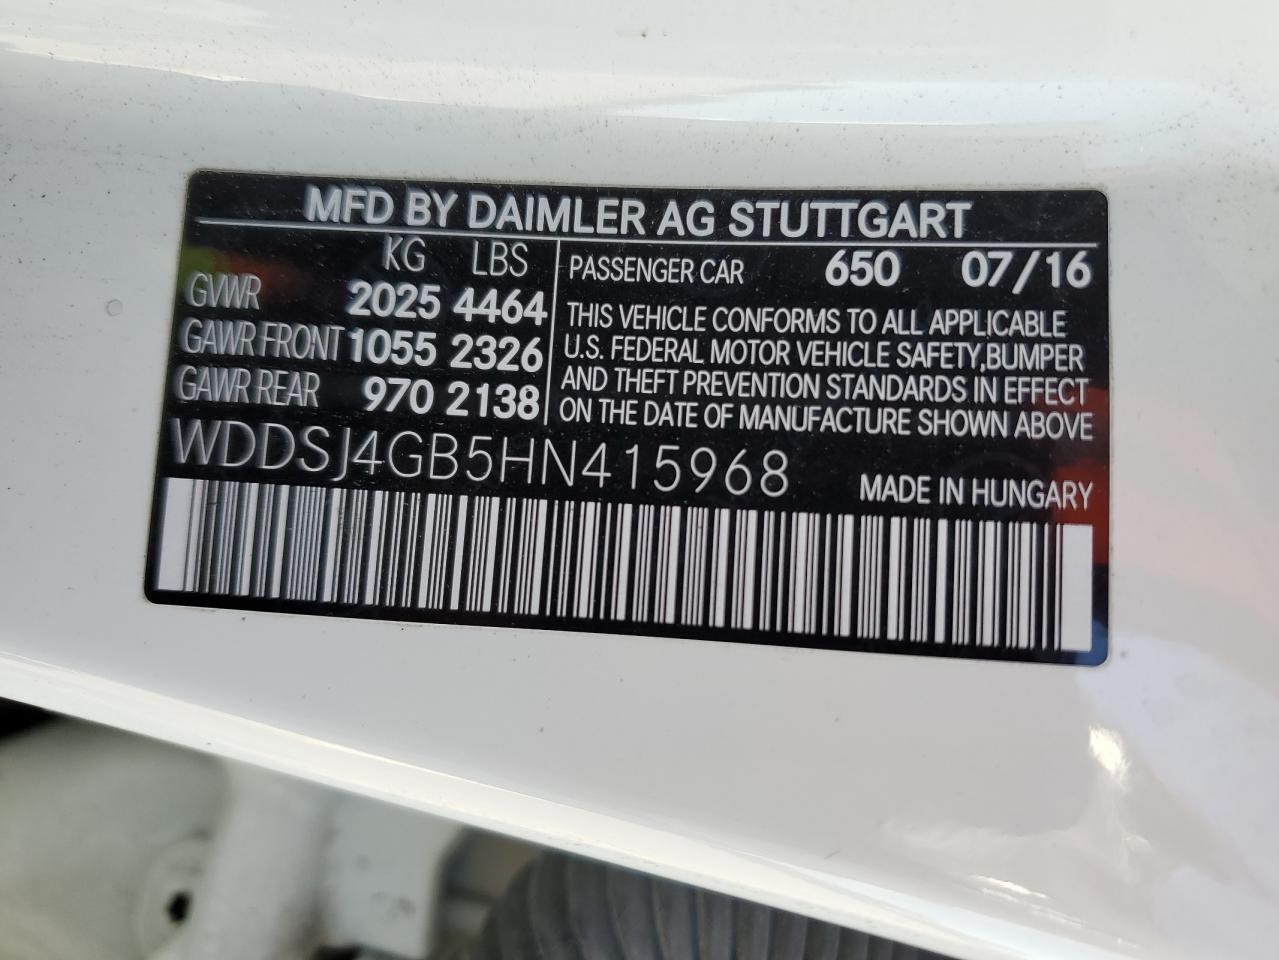 MFD BY DAIMLER AG STUTTGART
KG LBS
GVWR 2025 4464
GAWR FRONT 1055 2326
GAWR REAR 970 2138
PASSENGER CAR 650 07/16
THIS VEHICLE CONFORMS TO ALL APPLICABLE
U.S. FEDERAL MOTOR VEHICLE SAFETY,BUMPER
AND THEFT PREVENTION STANDARDS IN EFFECT
ON THE DATE OF MANUFACTURE SHOWN ABOVE
WDDSJ4GB5HN415968
MADE IN HUNGARY